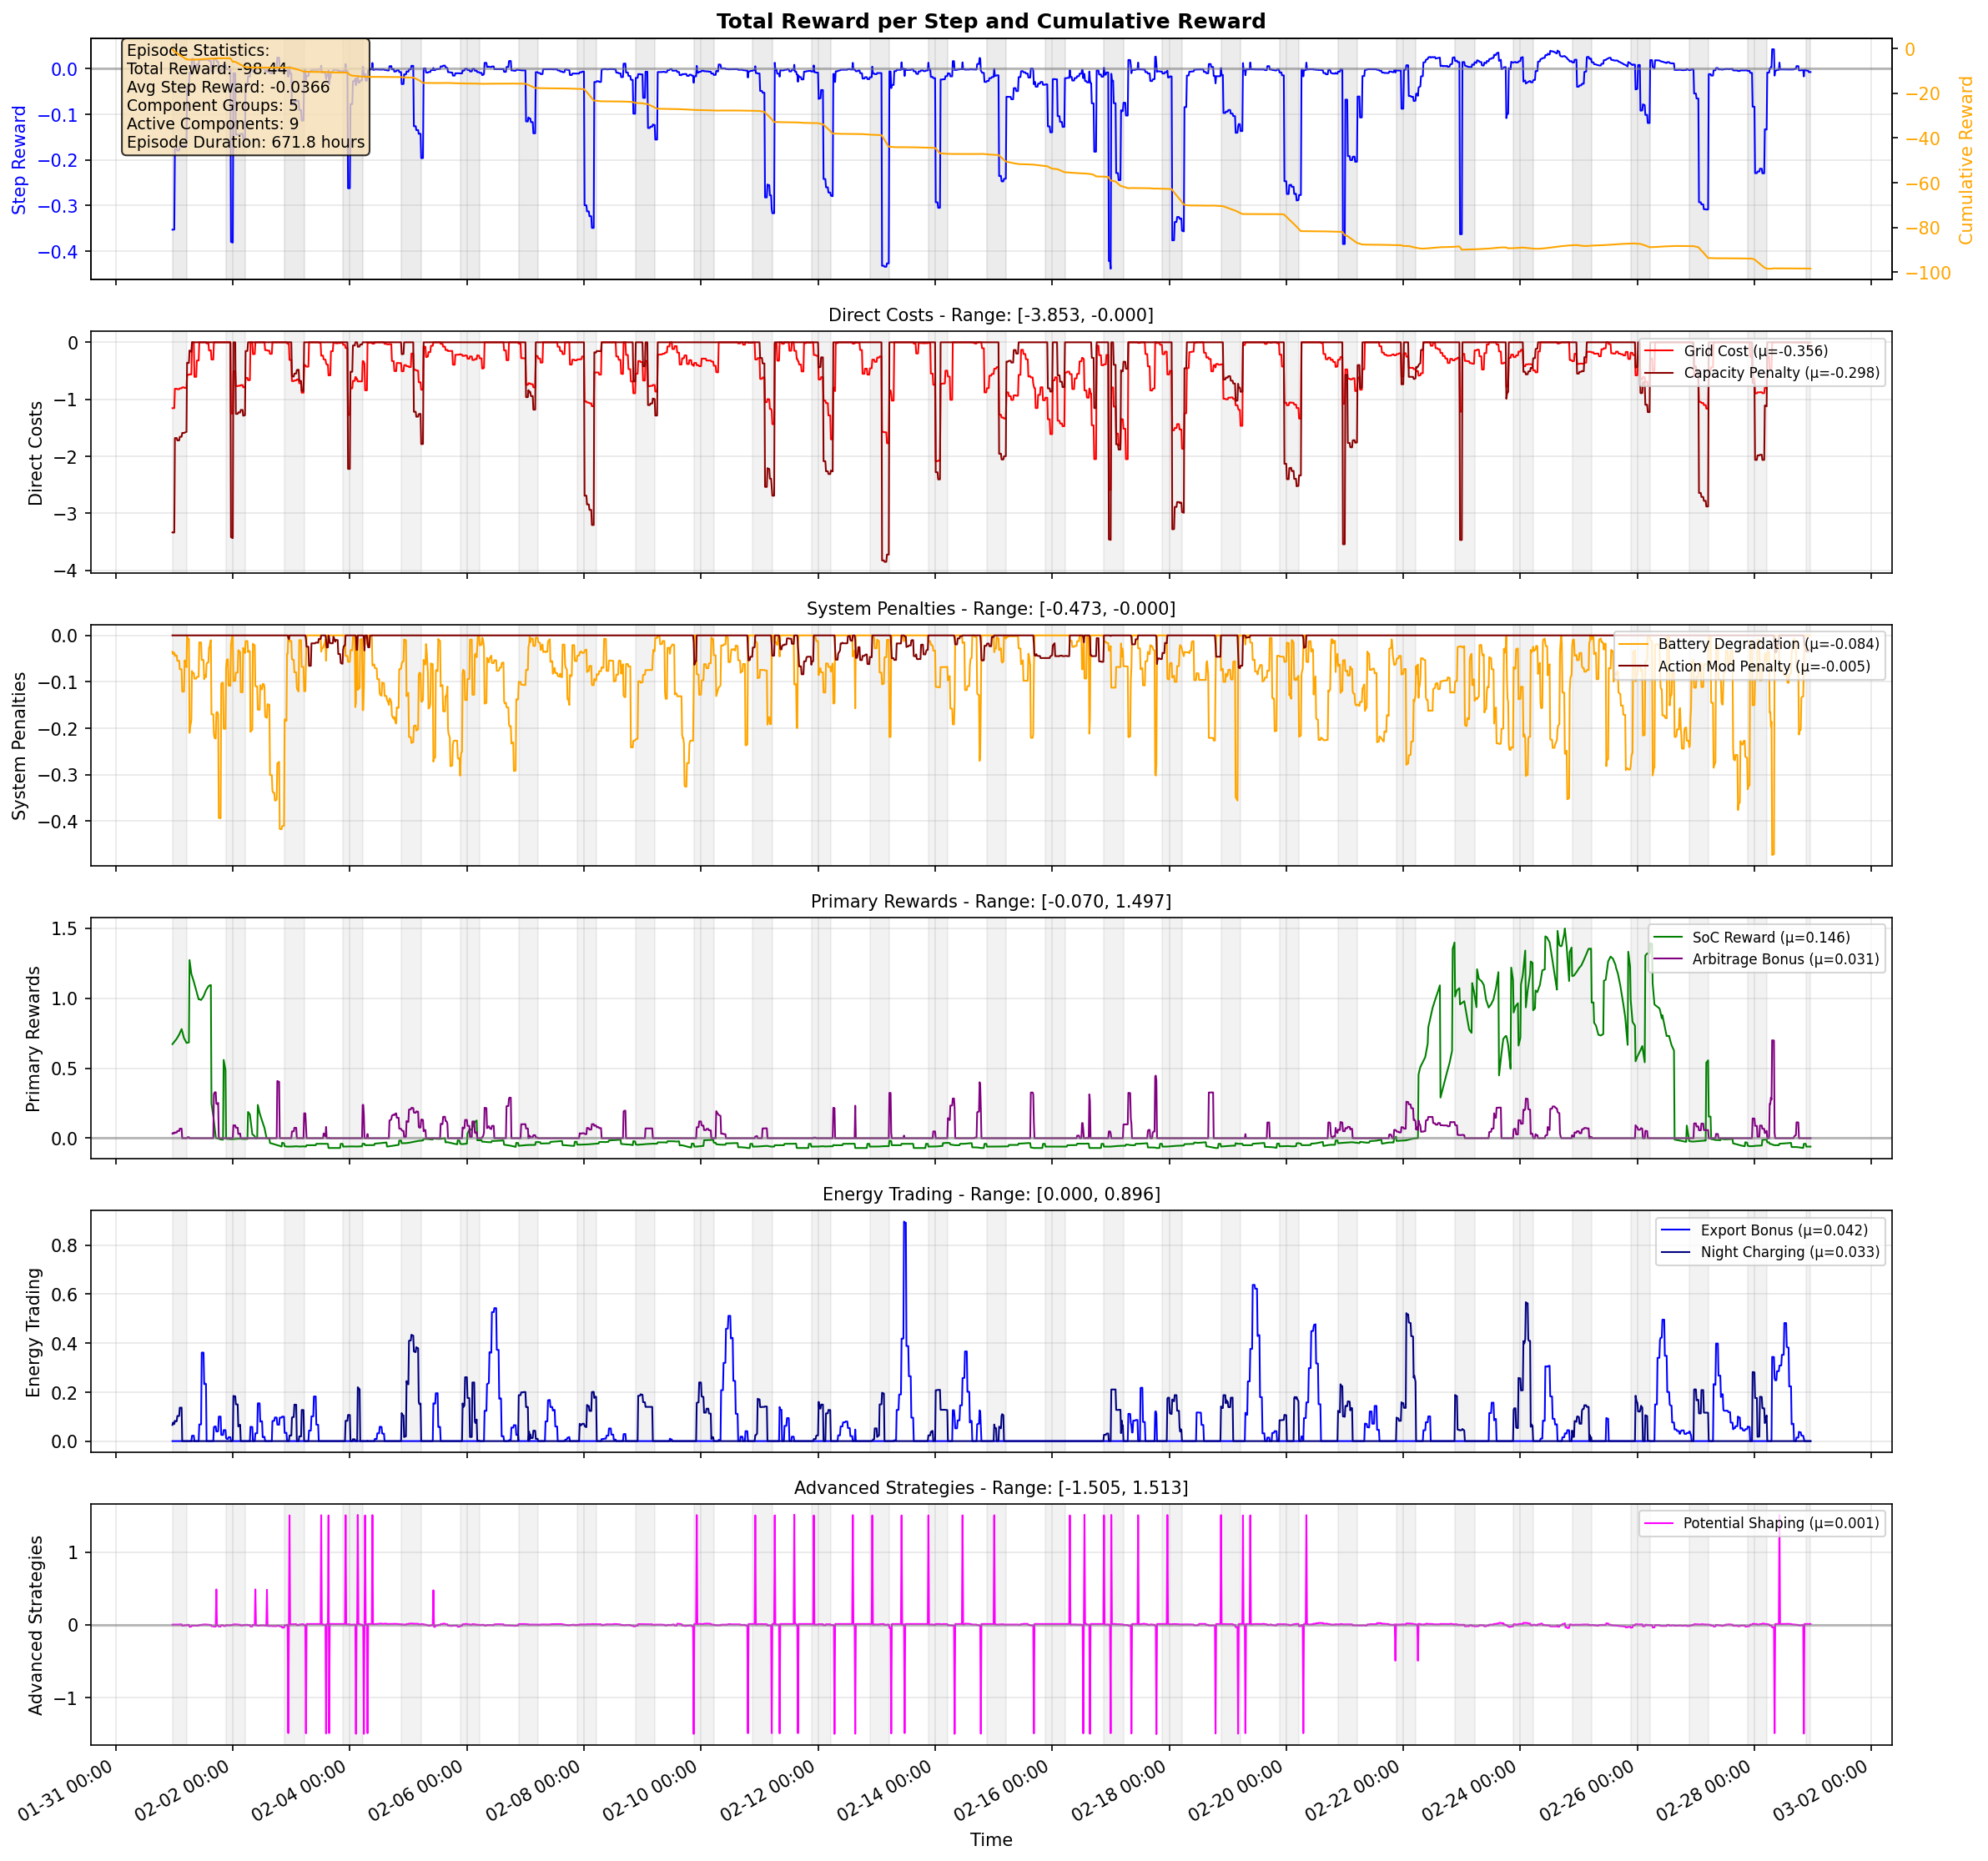 Total Reward per Step and Cumulative Reward
Episode Statistics:
Total Reward: -98.44
Avg Step Reward: -0.0366
Component Groups: 5
Active Components: 9
Episode Duration: 671.8 hours
Step Reward
0.0
−0.1
−0.2
−0.3
−0.4
Cumulative Reward
0
−20
−40
−60
−80
−100
Direct Costs - Range: [-3.853, -0.000]
Direct Costs
0
−1
−2
−3
−4
Grid Cost (μ=-0.356)
Capacity Penalty (μ=-0.298)
System Penalties - Range: [-0.473, -0.000]
System Penalties
0.0
−0.1
−0.2
−0.3
−0.4
Battery Degradation (μ=-0.084)
Action Mod Penalty (μ=-0.005)
Primary Rewards - Range: [-0.070, 1.497]
Primary Rewards
1.5
1.0
0.5
0.0
SoC Reward (μ=0.146)
Arbitrage Bonus (μ=0.031)
Energy Trading - Range: [0.000, 0.896]
Energy Trading
0.8
0.6
0.4
0.2
0.0
Export Bonus (μ=0.042)
Night Charging (μ=0.033)
Advanced Strategies - Range: [-1.505, 1.513]
Advanced Strategies
1
0
−1
Potential Shaping (μ=0.001)
01-31 00:00
02-02 00:00
02-04 00:00
02-06 00:00
02-08 00:00
02-10 00:00
02-12 00:00
02-14 00:00
02-16 00:00
02-18 00:00
02-20 00:00
02-22 00:00
02-24 00:00
02-26 00:00
02-28 00:00
03-02 00:00
Time